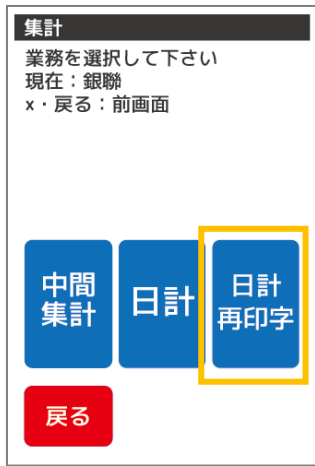 集計
業務を選択して下さい
現在：銀聯
x・戻る：前画面
中間
集計
日計
日計
再印字
戻る